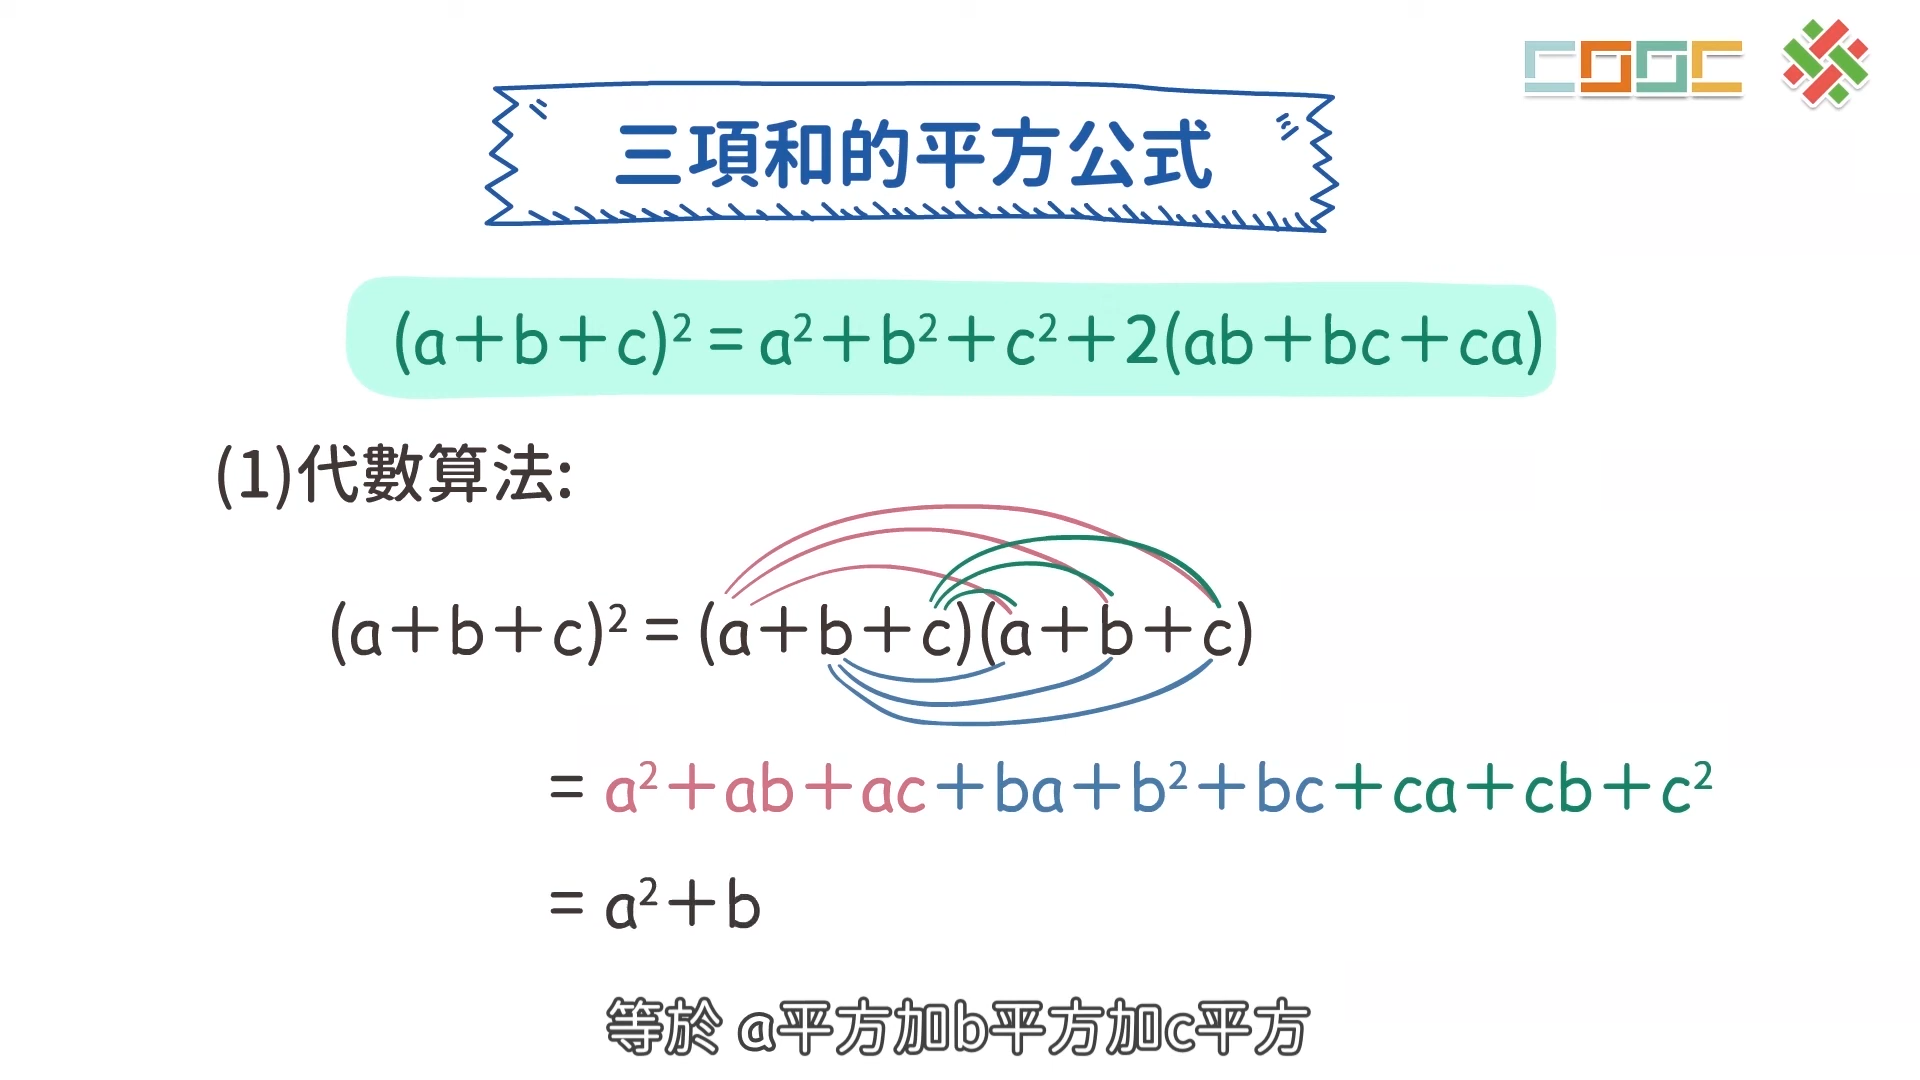 COOC
三項和的平方公式
(a+b+c)² = a²+b²+c²+2(ab+bc+ca)
(1)代數算法:
(a+b+c)² = (a+b+c)(a+b+c)
= a²+ab+ac+ba+b²+bc+ca+cb+c²
= a²+b
等於 a平方加b平方加c平方